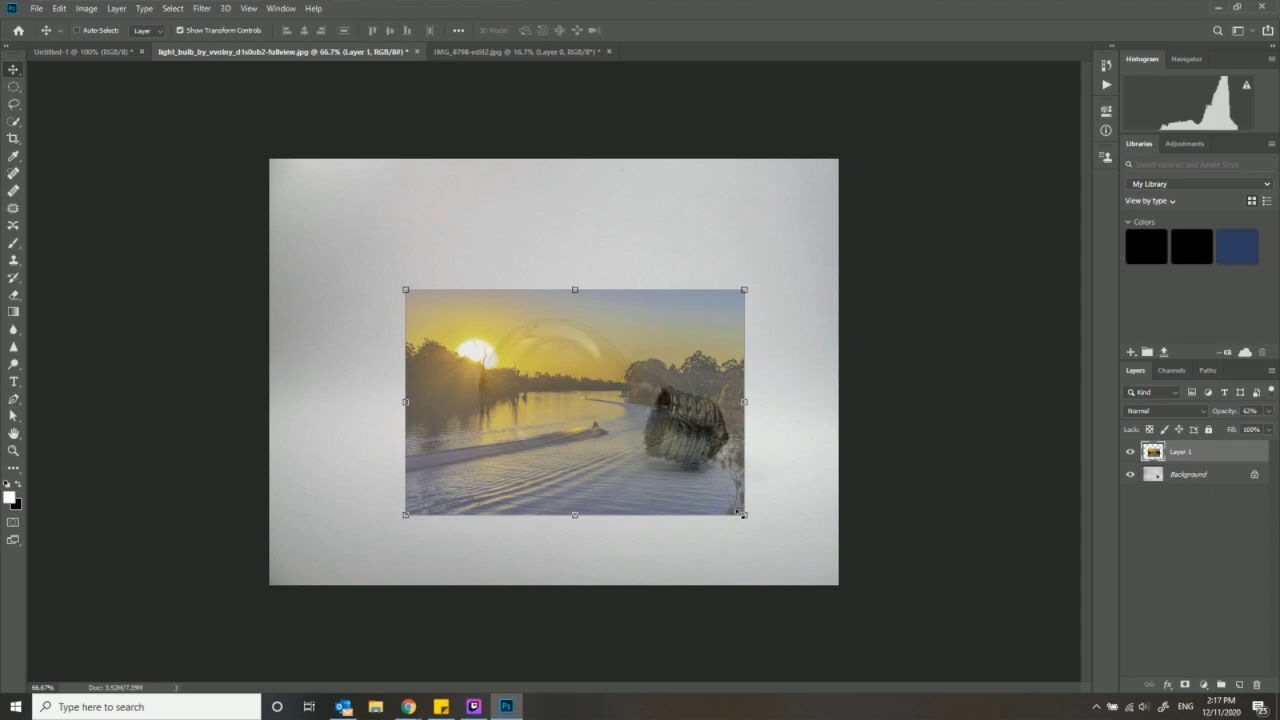 Ps File Edit Image Layer Type Select Filter 3D View Window Help
Auto-Select: Layer Show Transform Controls 3D Mode:
Untitled-1 @ 100% (RGB/8) * light_bulb_by_vvolny_d1s0ob2-fullview.jpg @ 66.7% (Layer 1, RGB/8#) * IMG_8798-edit2.jpg @ 16.7% (Layer 0, RGB/8*) *
Histogram Navigator
Libraries Adjustments
Search libraries and Adobe Stock
My Library
View by type
Colors
-- KB
Layers Channels Paths
Kind
Normal Opacity: 62%
Lock: Fill: 100%
Layer 1
Background
66.67% Doc: 3.52M/7.39M
Type here to search
Ps
ENG
2:17 PM
12/11/2020